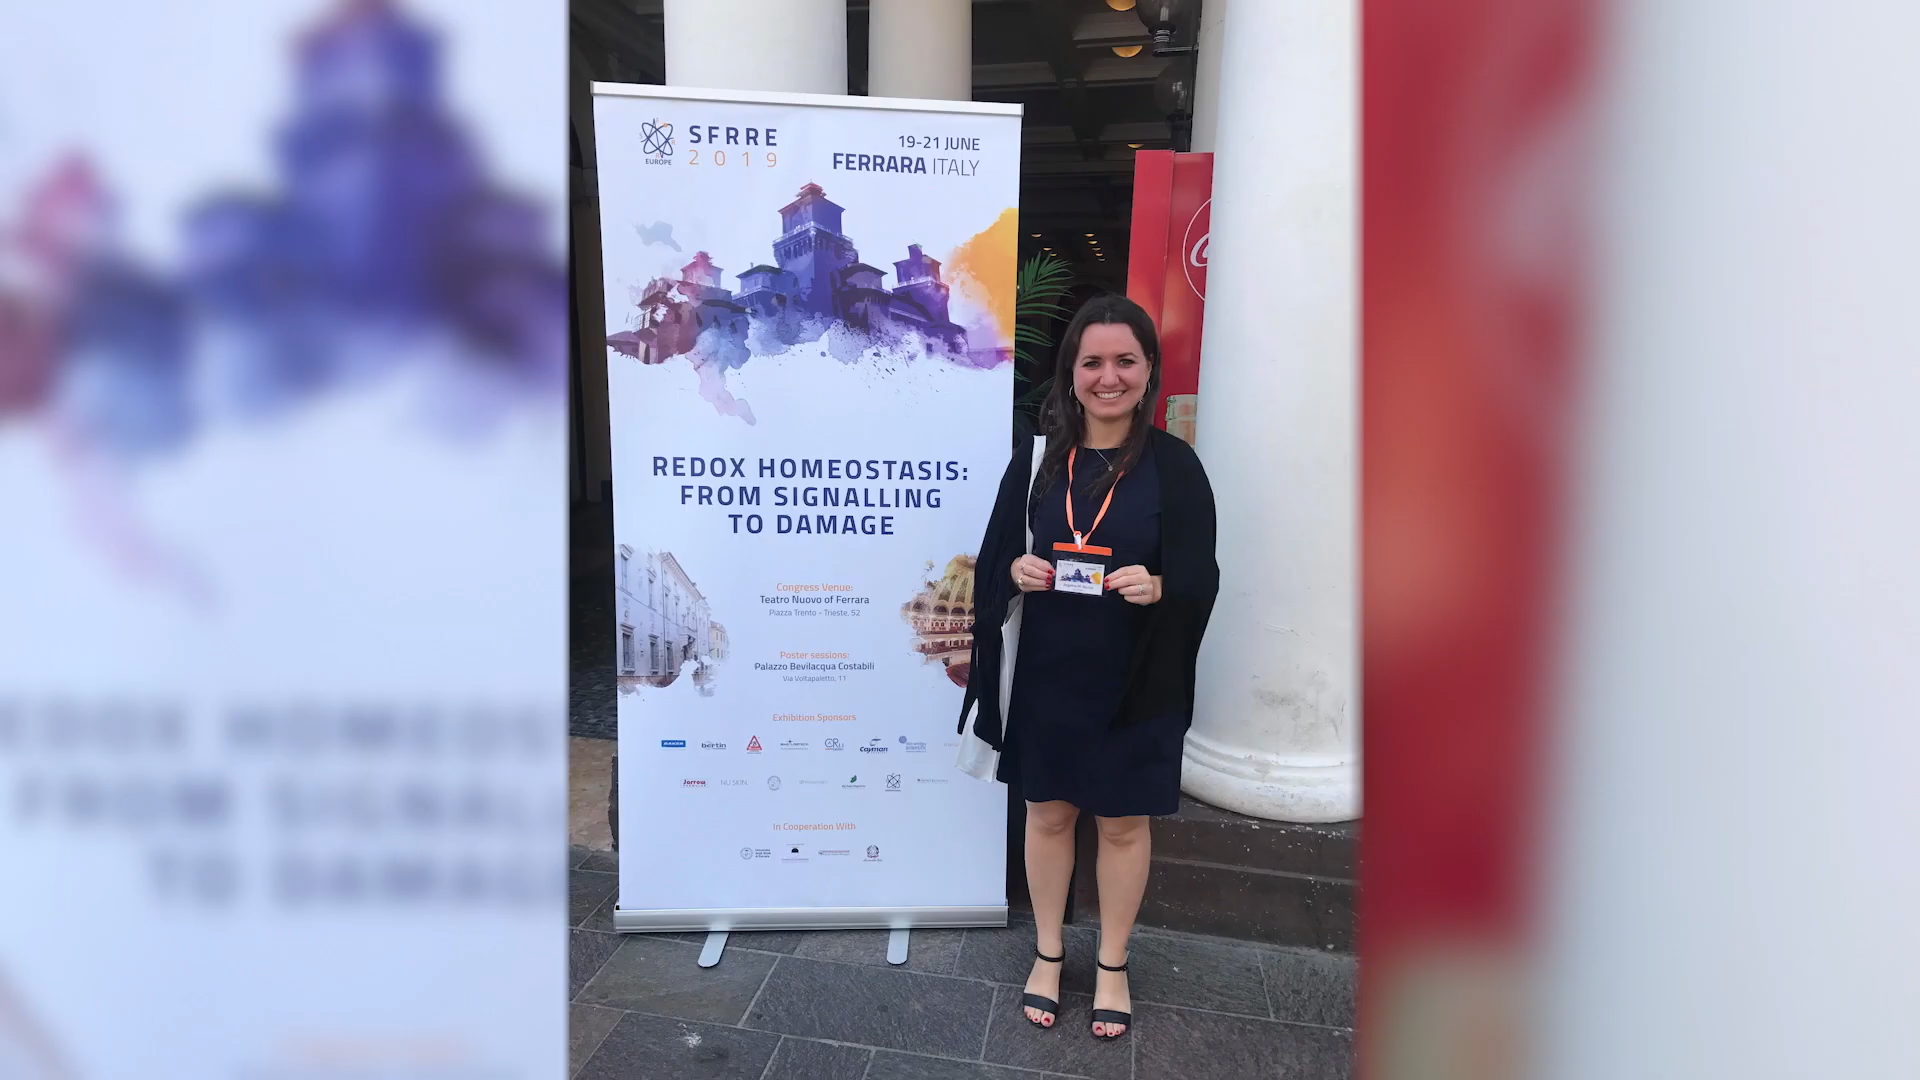 SFRRE
2019
EUROPE
19-21 JUNE
FERRARA ITALY
REDOX HOMEOSTASIS:
FROM SIGNALLING
TO DAMAGE
Congress Venue:
Teatro Nuovo of Ferrara
Piazza Trento - Trieste, 52
Poster sessions:
Palazzo Bevilacqua Costabili
Via Voltapaletto, 11
Exhibition Sponsors
bertin
Cayman
Jarrow
NU SKIN
In Cooperation With